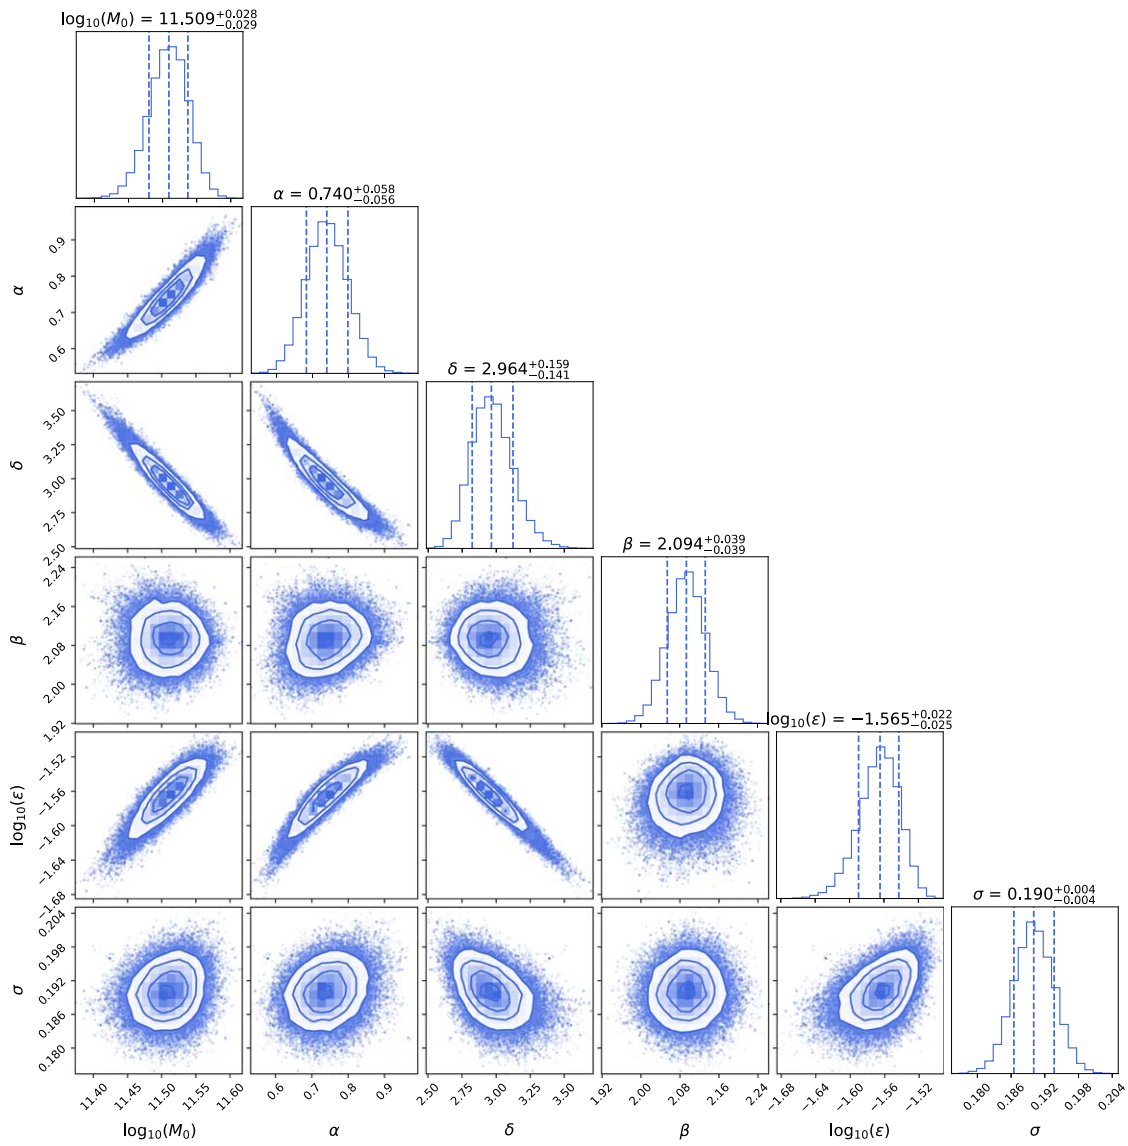 log₁₀(M₀) = 11.509⁺⁰·⁰²⁸₋₀.₀₂₉
α = 0.740⁺⁰·⁰⁵⁸₋₀.₀₅₆
α
0.9
0.8
0.7
0.6
δ = 2.964⁺⁰·¹⁵⁹₋₀.₁₄₁
δ
3.50
3.25
3.00
2.75
2.50
β = 2.094⁺⁰·⁰³⁹₋₀.₀₃₉
β
2.24
2.16
2.08
2.00
1.92
log₁₀(ε) = −1.565⁺⁰·⁰²²₋₀.₀₂₅
log₁₀(ε)
−1.52
−1.56
−1.60
−1.64
−1.68
σ = 0.190⁺⁰·⁰⁰⁴₋₀.₀₀₄
σ
0.204
0.198
0.192
0.186
0.180
11.40 11.45 11.50 11.55 11.60 0.6 0.7 0.8 0.9 2.50 2.75 3.00 3.25 3.50 1.92 2.00 2.08 2.16 2.24 −1.68 −1.64 −1.60 −1.56 −1.52 0.180 0.186 0.192 0.198 0.204
log₁₀(M₀) α δ β log₁₀(ε) σ